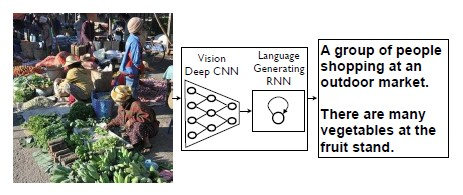 Vision
Deep CNN
Language
Generating
RNN
A group of people
shopping at an
outdoor market.
There are many
vegetables at the
fruit stand.